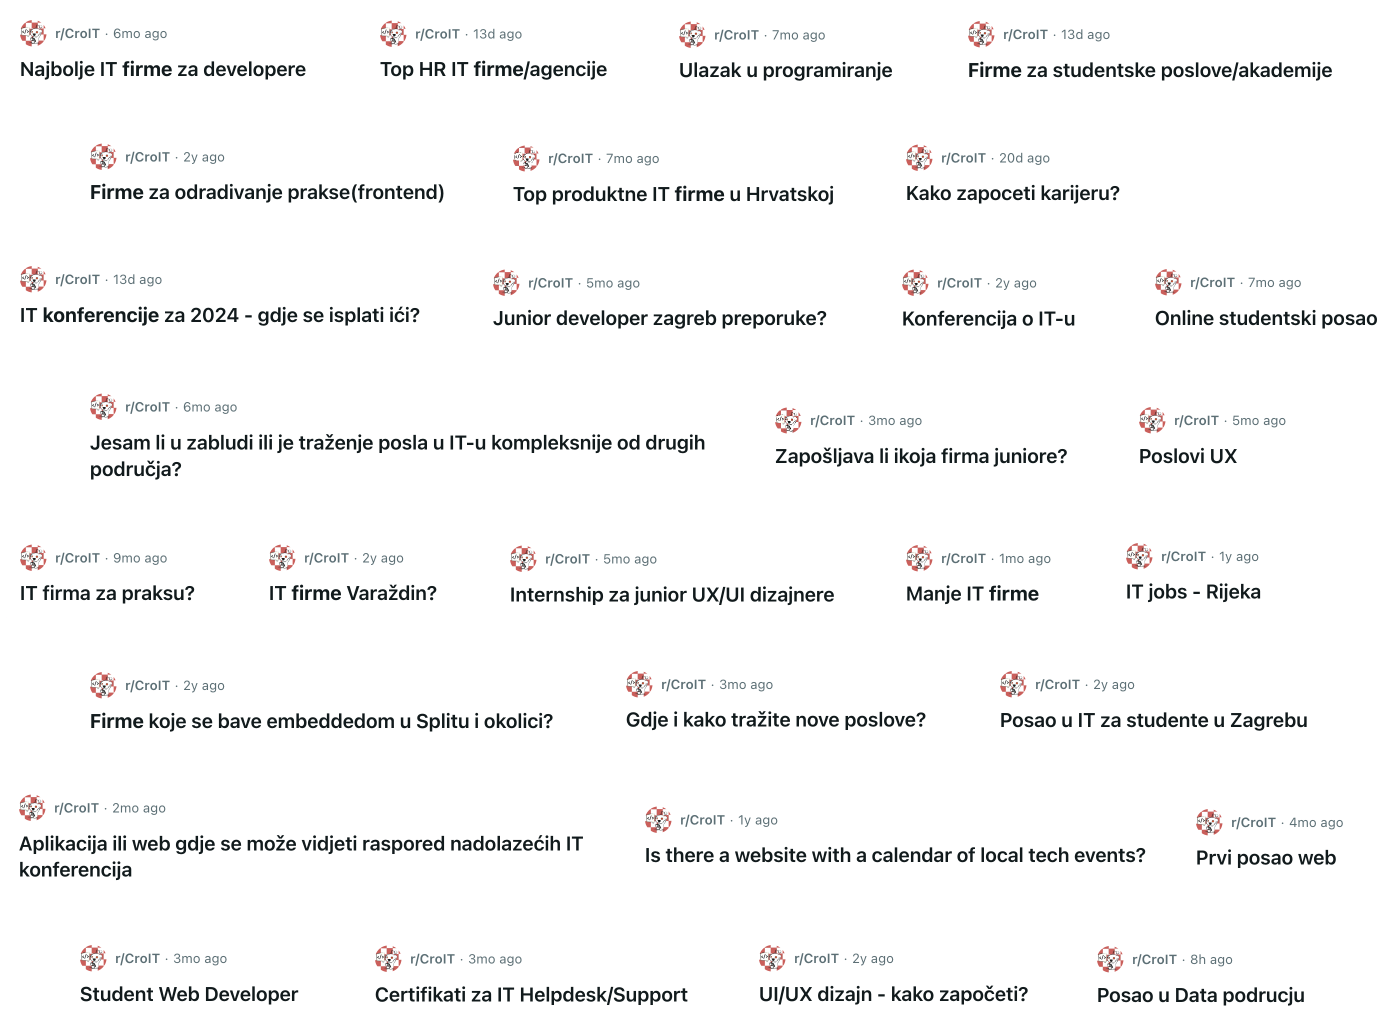 r/CroIT · 6mo ago
Najbolje IT firme za developere
r/CroIT · 13d ago
Top HR IT firme/agencije
r/CroIT · 7mo ago
Ulazak u programiranje
r/CroIT · 13d ago
Firme za studentske poslove/akademije
r/CroIT · 2y ago
Firme za odradivanje prakse(frontend)
r/CroIT · 7mo ago
Top produktne IT firme u Hrvatskoj
r/CroIT · 20d ago
Kako zapoceti karijeru?
r/CroIT · 13d ago
IT konferencije za 2024 - gdje se isplati ići?
r/CroIT · 5mo ago
Junior developer zagreb preporuke?
r/CroIT · 2y ago
Konferencija o IT-u
r/CroIT · 7mo ago
Online studentski posao
r/CroIT · 6mo ago
Jesam li u zabludi ili je traženje posla u IT-u kompleksnije od drugih
područja?
r/CroIT · 3mo ago
Zapošljava li ikoja firma juniore?
r/CroIT · 5mo ago
Poslovi UX
r/CroIT · 9mo ago
IT firma za praksu?
r/CroIT · 2y ago
IT firme Varaždin?
r/CroIT · 5mo ago
Internship za junior UX/UI dizajnere
r/CroIT · 1mo ago
Manje IT firme
r/CroIT · 1y ago
IT jobs - Rijeka
r/CroIT · 2y ago
Firme koje se bave embeddedom u Splitu i okolici?
r/CroIT · 3mo ago
Gdje i kako tražite nove poslove?
r/CroIT · 2y ago
Posao u IT za studente u Zagrebu
r/CroIT · 2mo ago
Aplikacija ili web gdje se može vidjeti raspored nadolazećih IT
konferencija
r/CroIT · 1y ago
Is there a website with a calendar of local tech events?
r/CroIT · 4mo ago
Prvi posao web
r/CroIT · 3mo ago
Student Web Developer
r/CroIT · 3mo ago
Certifikati za IT Helpdesk/Support
r/CroIT · 2y ago
UI/UX dizajn - kako započeti?
r/CroIT · 8h ago
Posao u Data podrucju